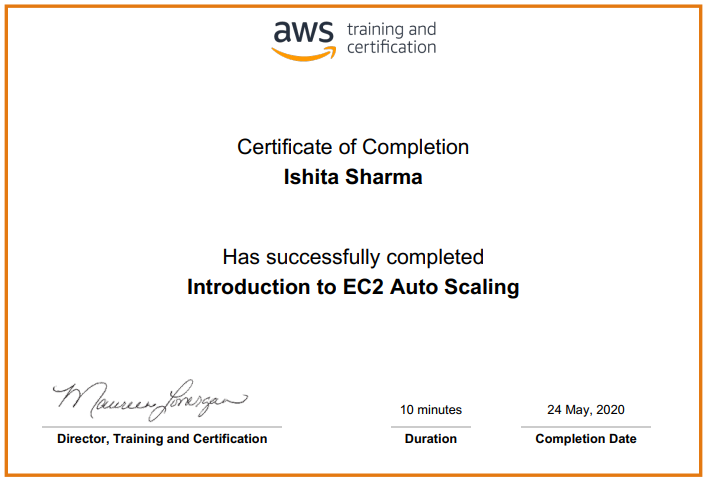 aws training and
certification
Certificate of Completion
Ishita Sharma
Has successfully completed
Introduction to EC2 Auto Scaling
Maureen Lonergan
10 minutes
24 May, 2020
Director, Training and Certification
Duration
Completion Date